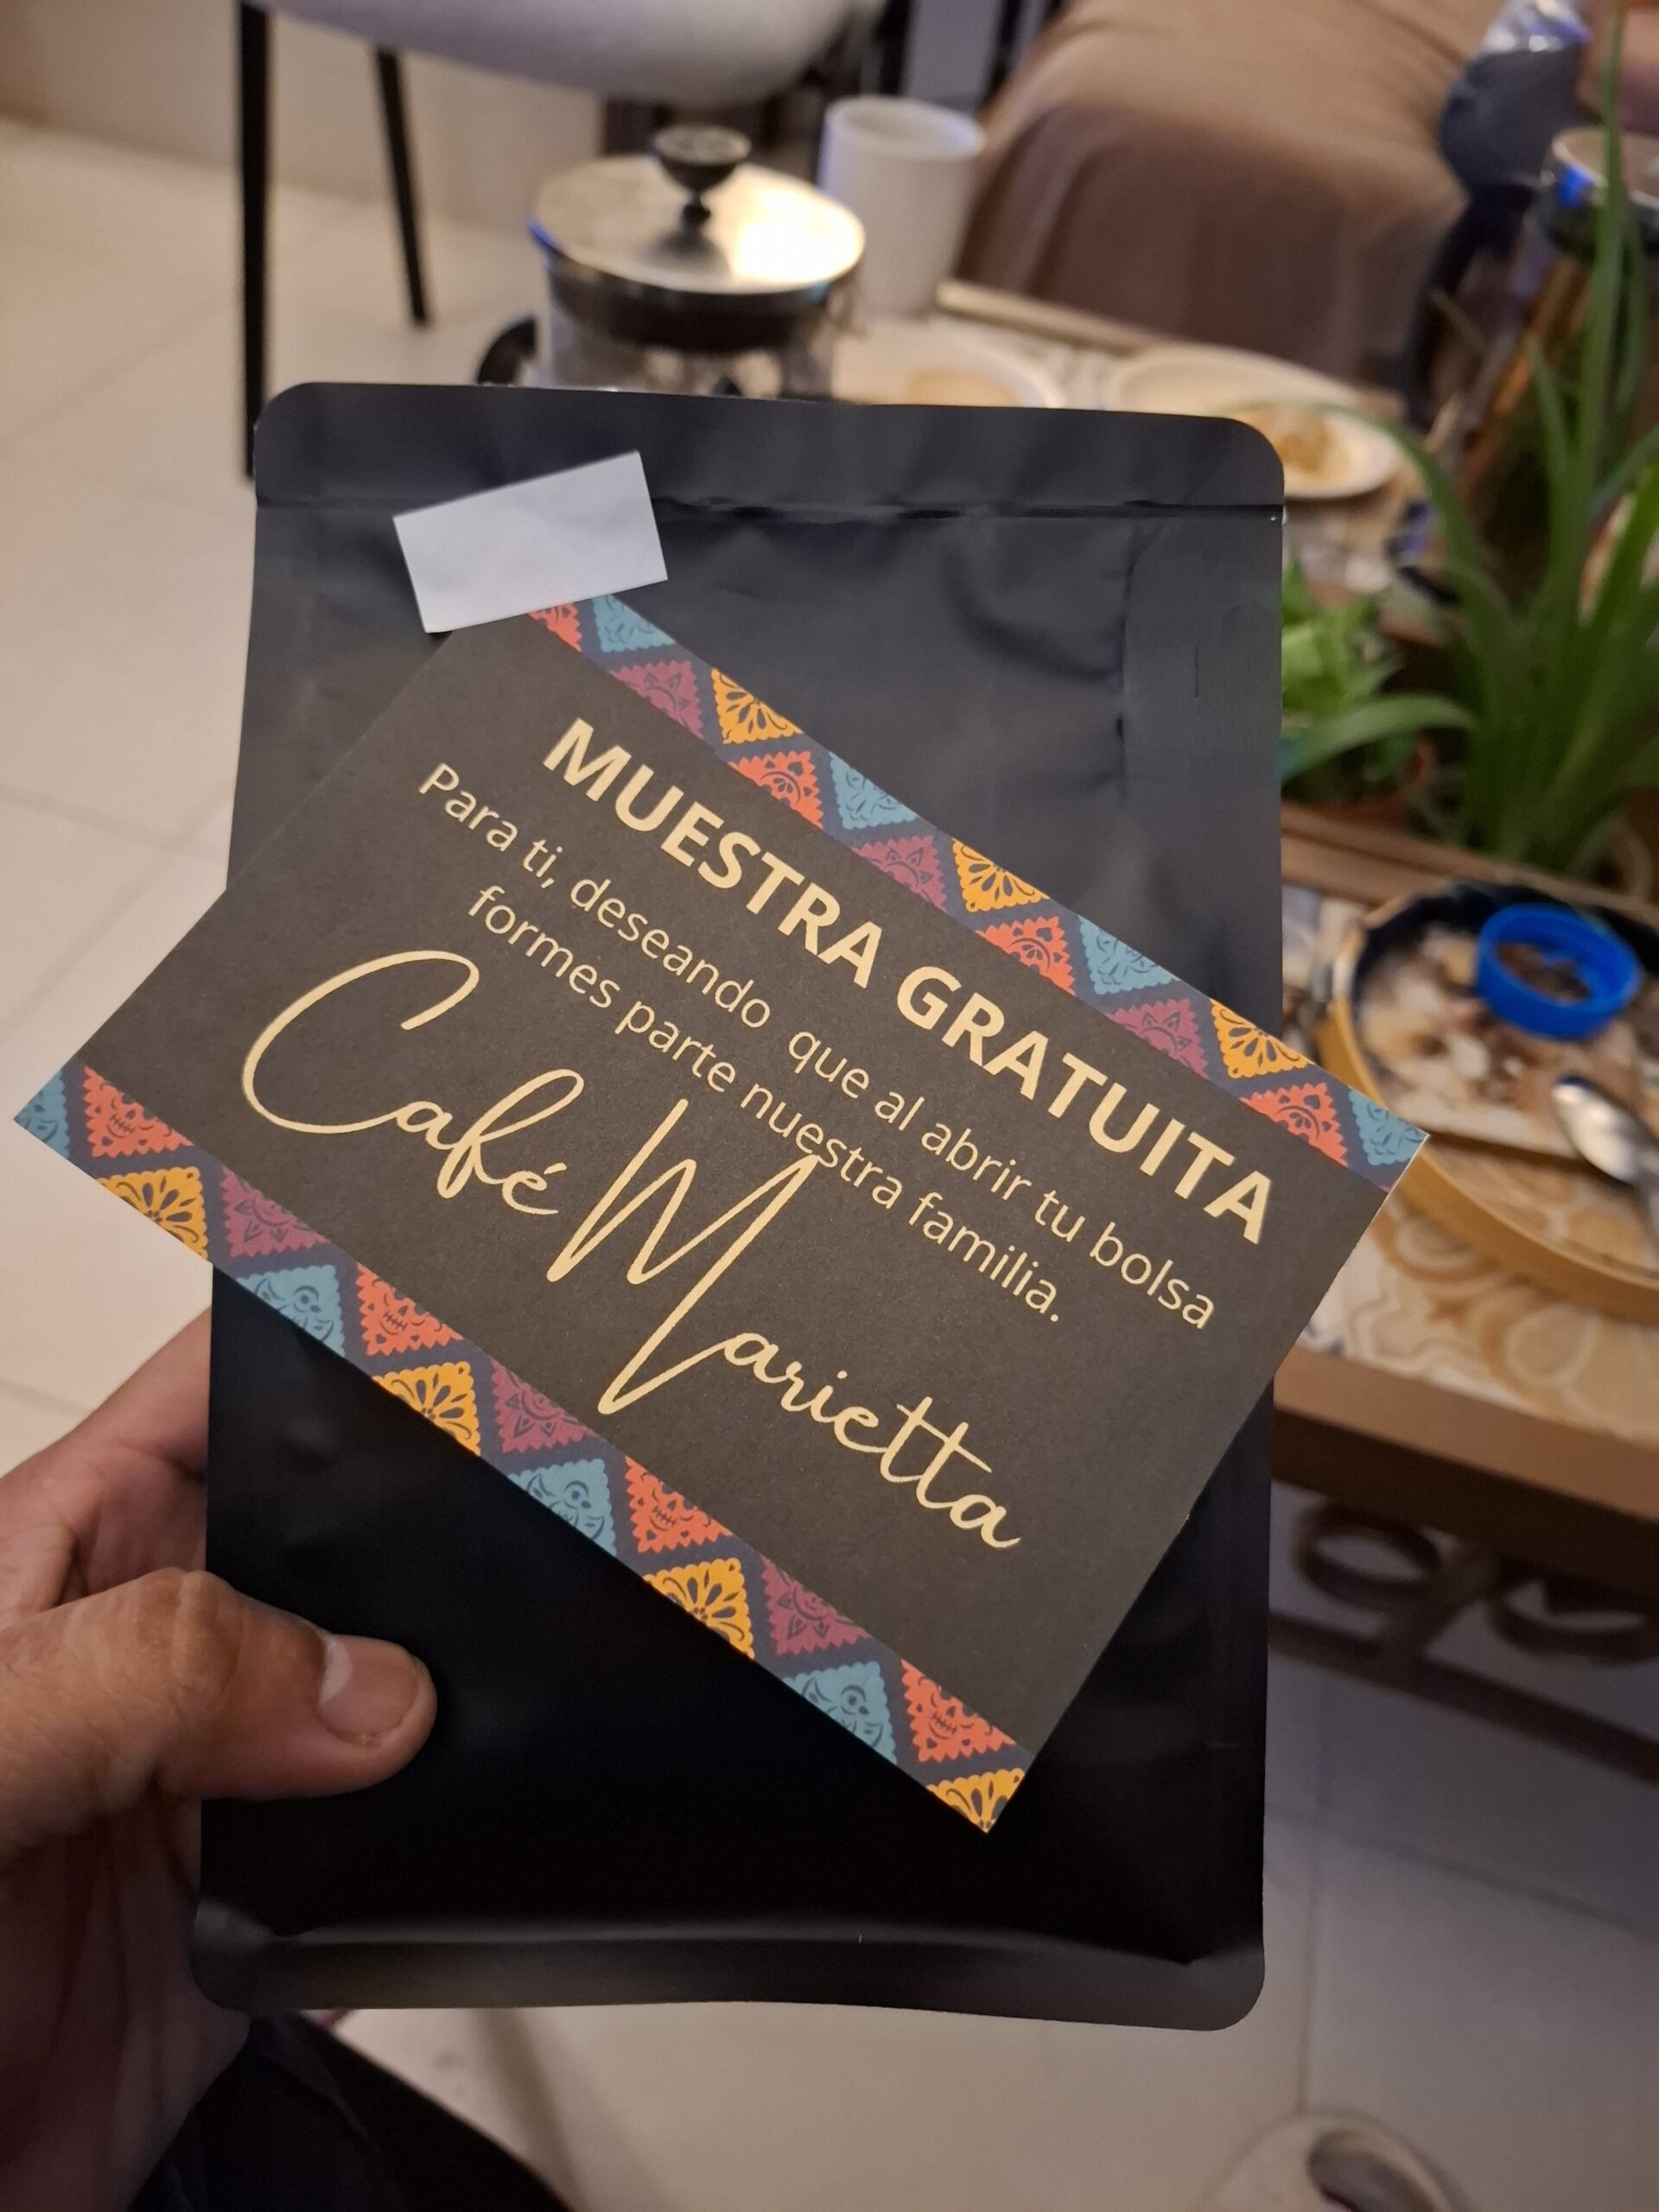 MUESTRA GRATUITA
Para ti, deseando que al abrir tu bolsa
formes parte nuestra familia.
Café Marietta